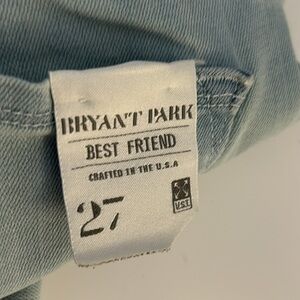 BRYANT PARK
BEST FRIEND
CRAFTED IN THE U.S.A
27
V.S.T.